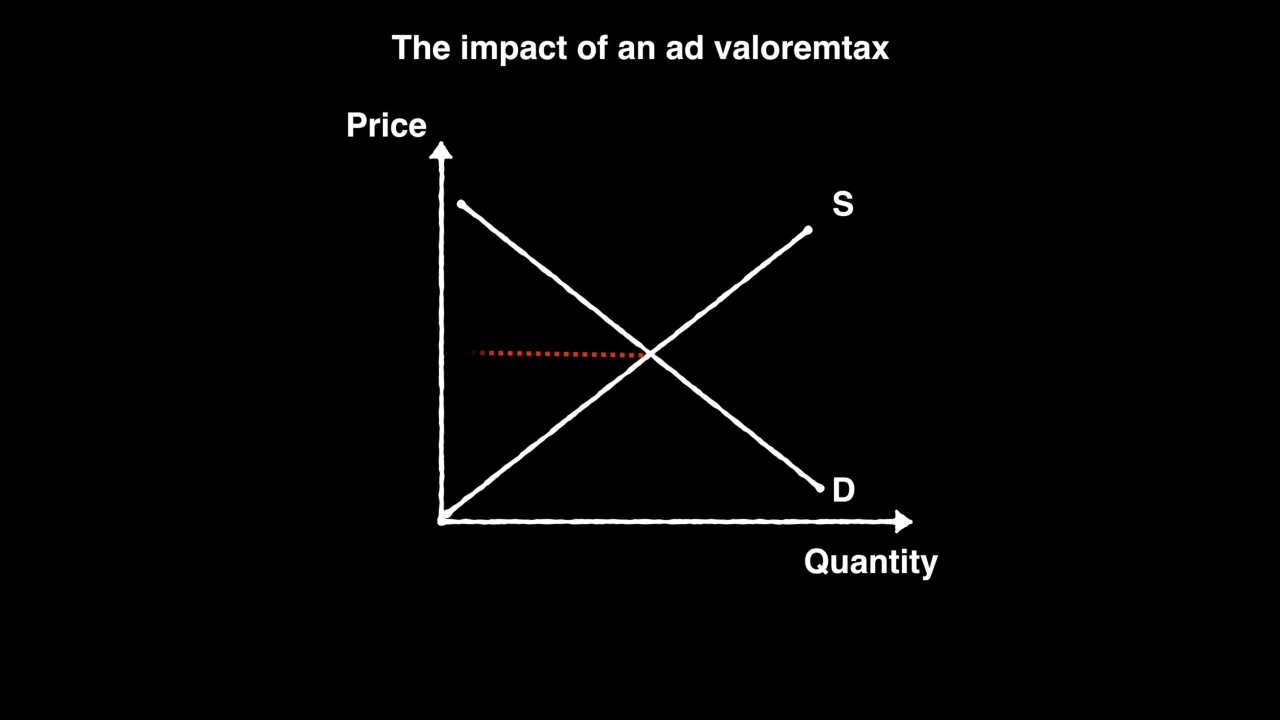 The impact of an ad valoremtax
Price
S
D
Quantity